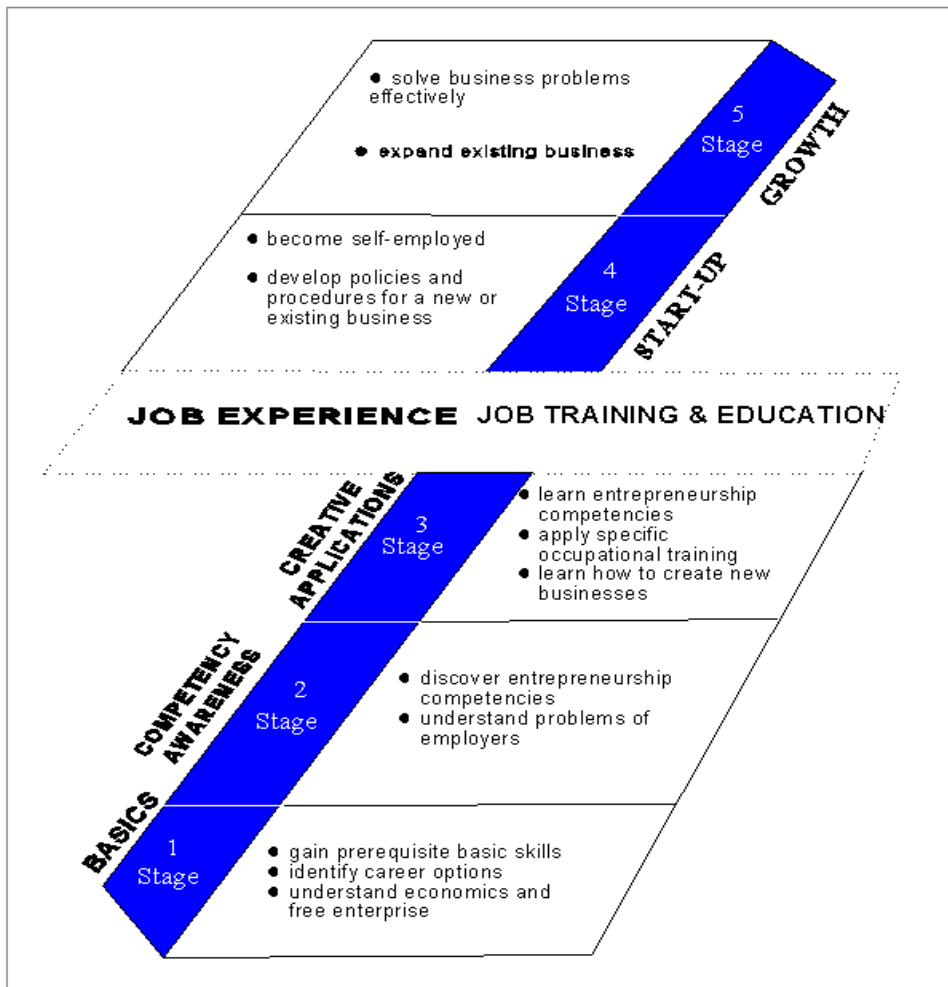 ● solve business problems
effectively
● expand existing business
5
Stage
GROWTH
● become self-employed
● develop policies and
procedures for a new or
existing business
4
Stage
START-UP
JOB EXPERIENCE JOB TRAINING & EDUCATION
CREATIVE
APPLICATIONS
3
Stage
● learn entrepreneurship
competencies
● apply specific
occupational training
● learn how to create new
businesses
COMPETENCY
AWARENESS
2
Stage
● discover entrepreneurship
competencies
● understand problems of
employers
BASICS
1
Stage
● gain prerequisite basic skills
● identify career options
● understand economics and
free enterprise